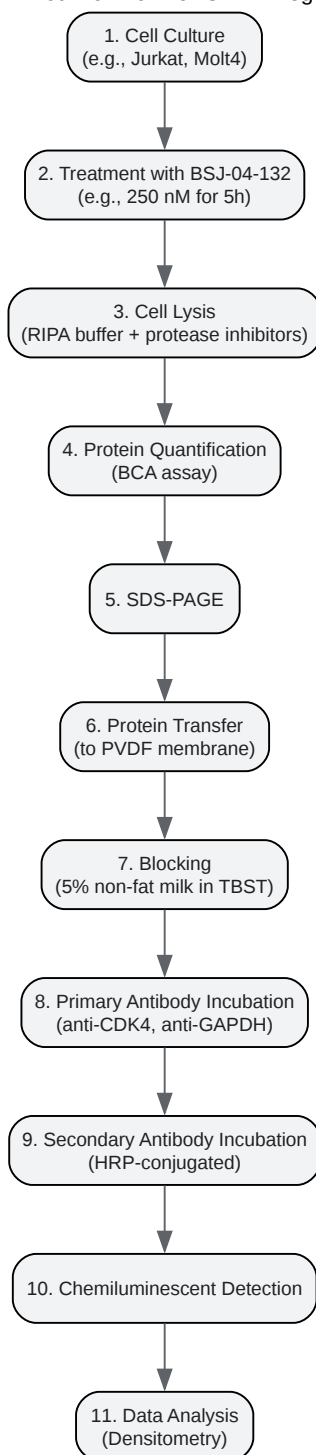 1. Cell Culture
(e.g., Jurkat, Molt4)
2. Treatment with BSJ-04-132
(e.g., 250 nM for 5h)
3. Cell Lysis
(RIPA buffer + protease inhibitors)
4. Protein Quantification
(BCA assay)
5. SDS-PAGE
6. Protein Transfer
(to PVDF membrane)
7. Blocking
(5% non-fat milk in TBST)
8. Primary Antibody Incubation
(anti-CDK4, anti-GAPDH)
9. Secondary Antibody Incubation
(HRP-conjugated)
10. Chemiluminescent Detection
11. Data Analysis
(Densitometry)